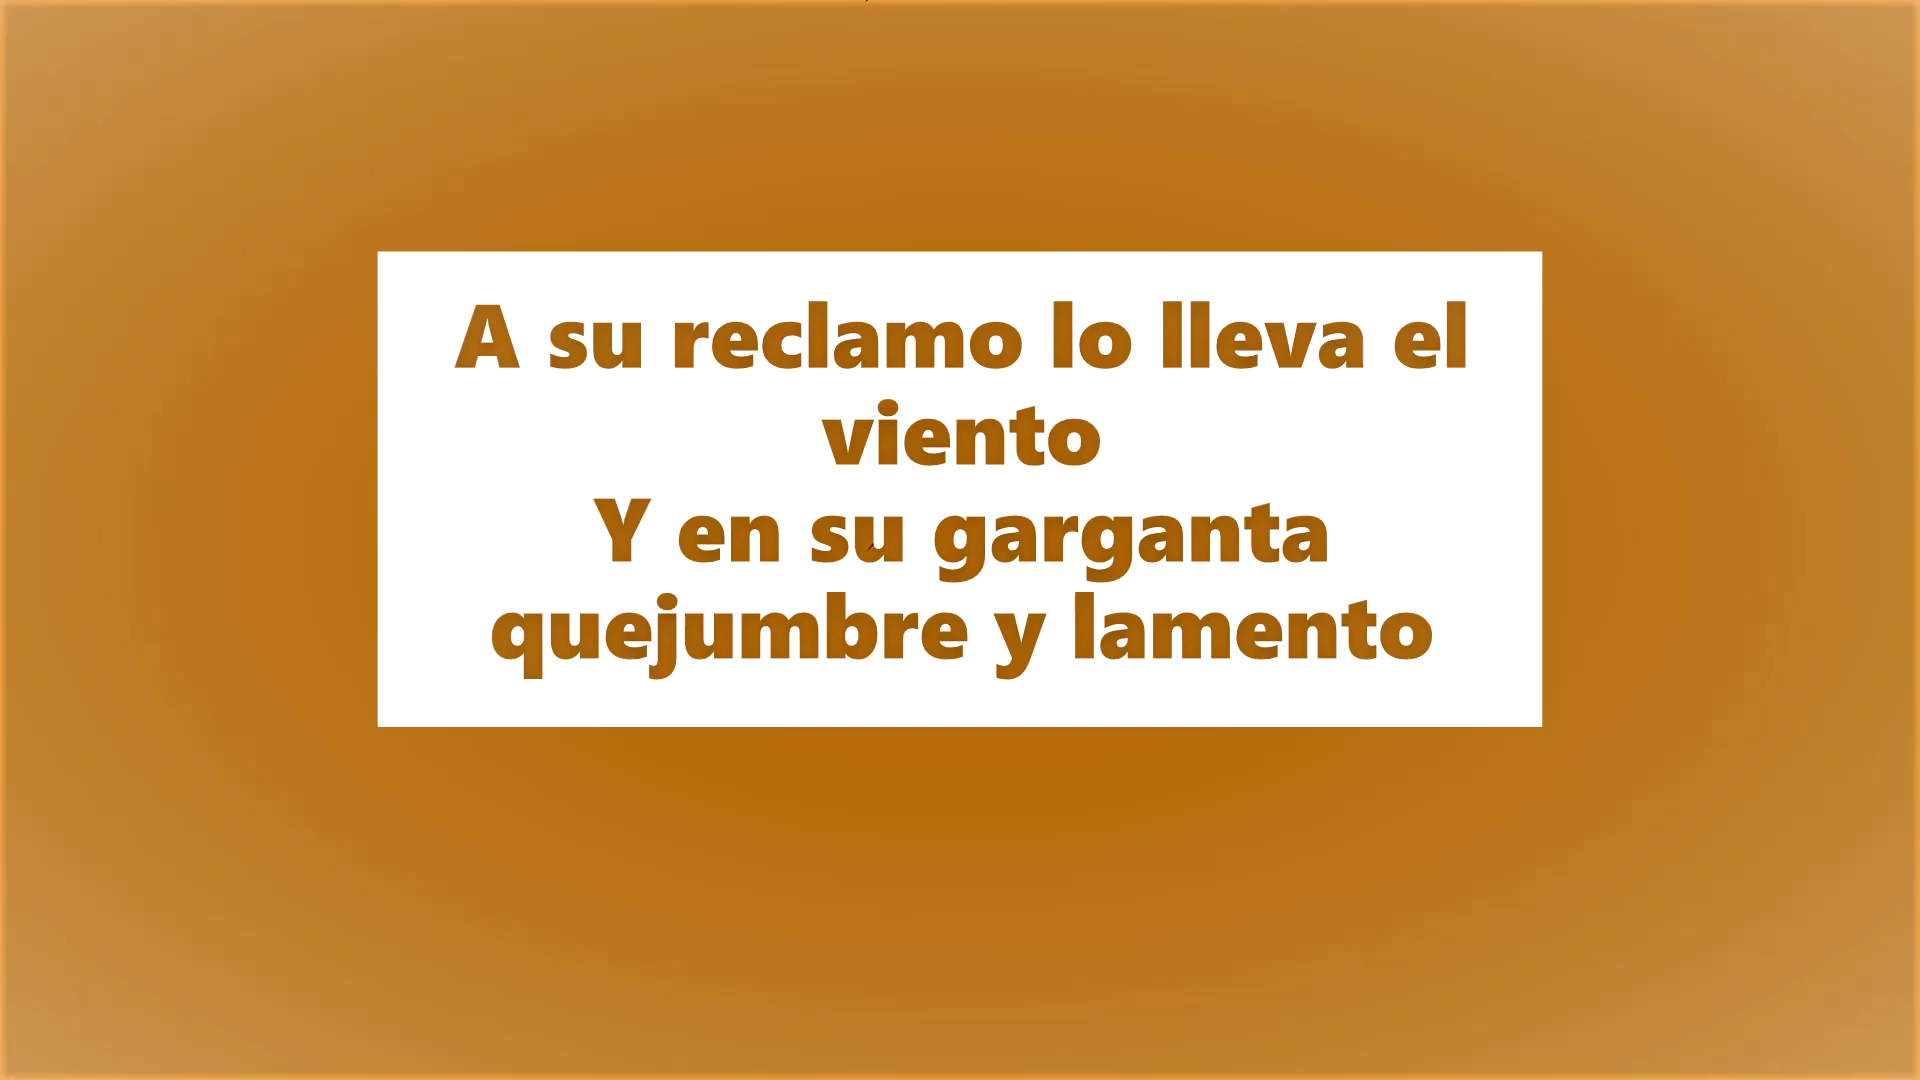 A su reclamo lo lleva el
viento
Y en su garganta
quejumbre y lamento